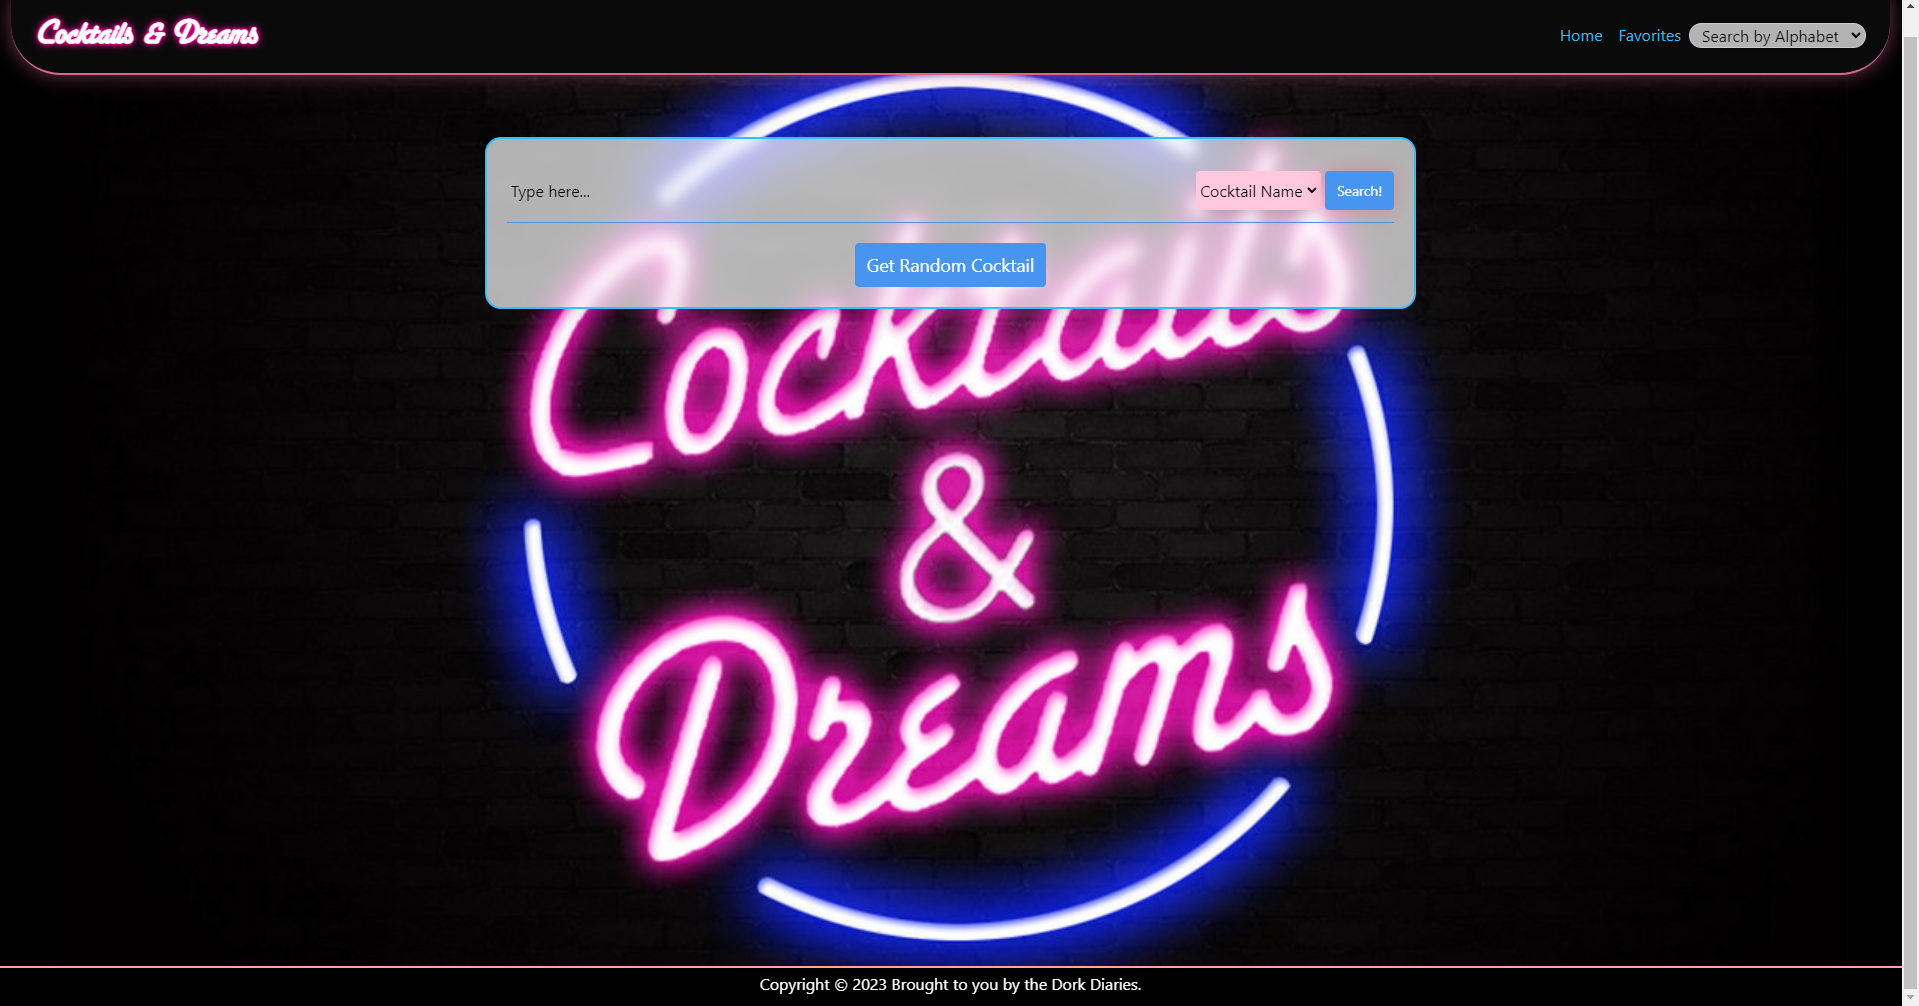 Cocktails & Dreams
Home Favorites Search by Alphabet
Type here... Cocktail Name Search!
Get Random Cocktail
Cocktails
&
Dreams
Copyright © 2023 Brought to you by the Dork Diaries.